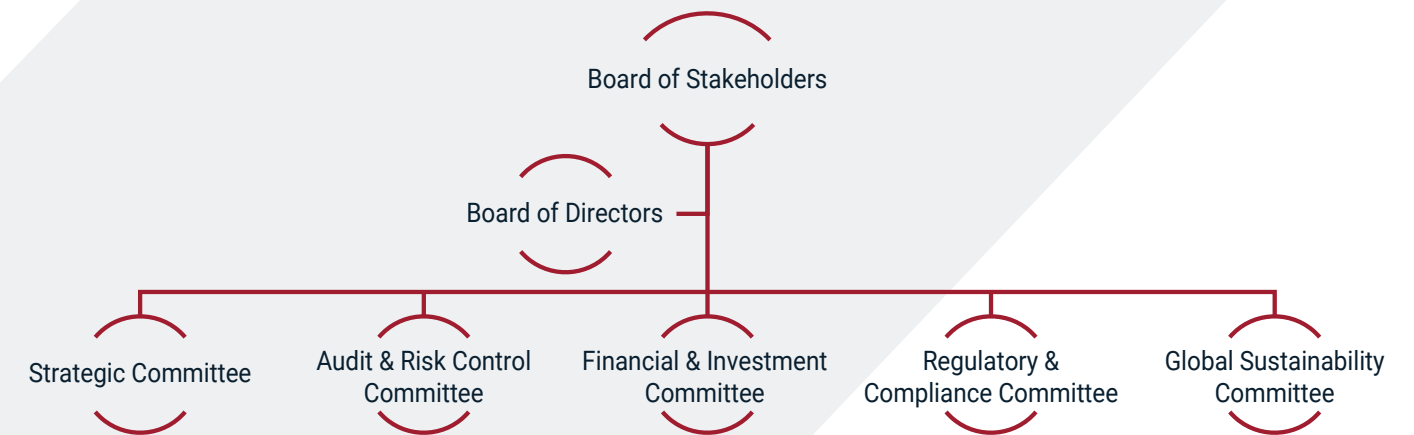 Board of Stakeholders
Board of Directors
Strategic Committee
Audit & Risk Control
Committee
Financial & Investment
Committee
Regulatory &
Compliance Committee
Global Sustainability
Committee